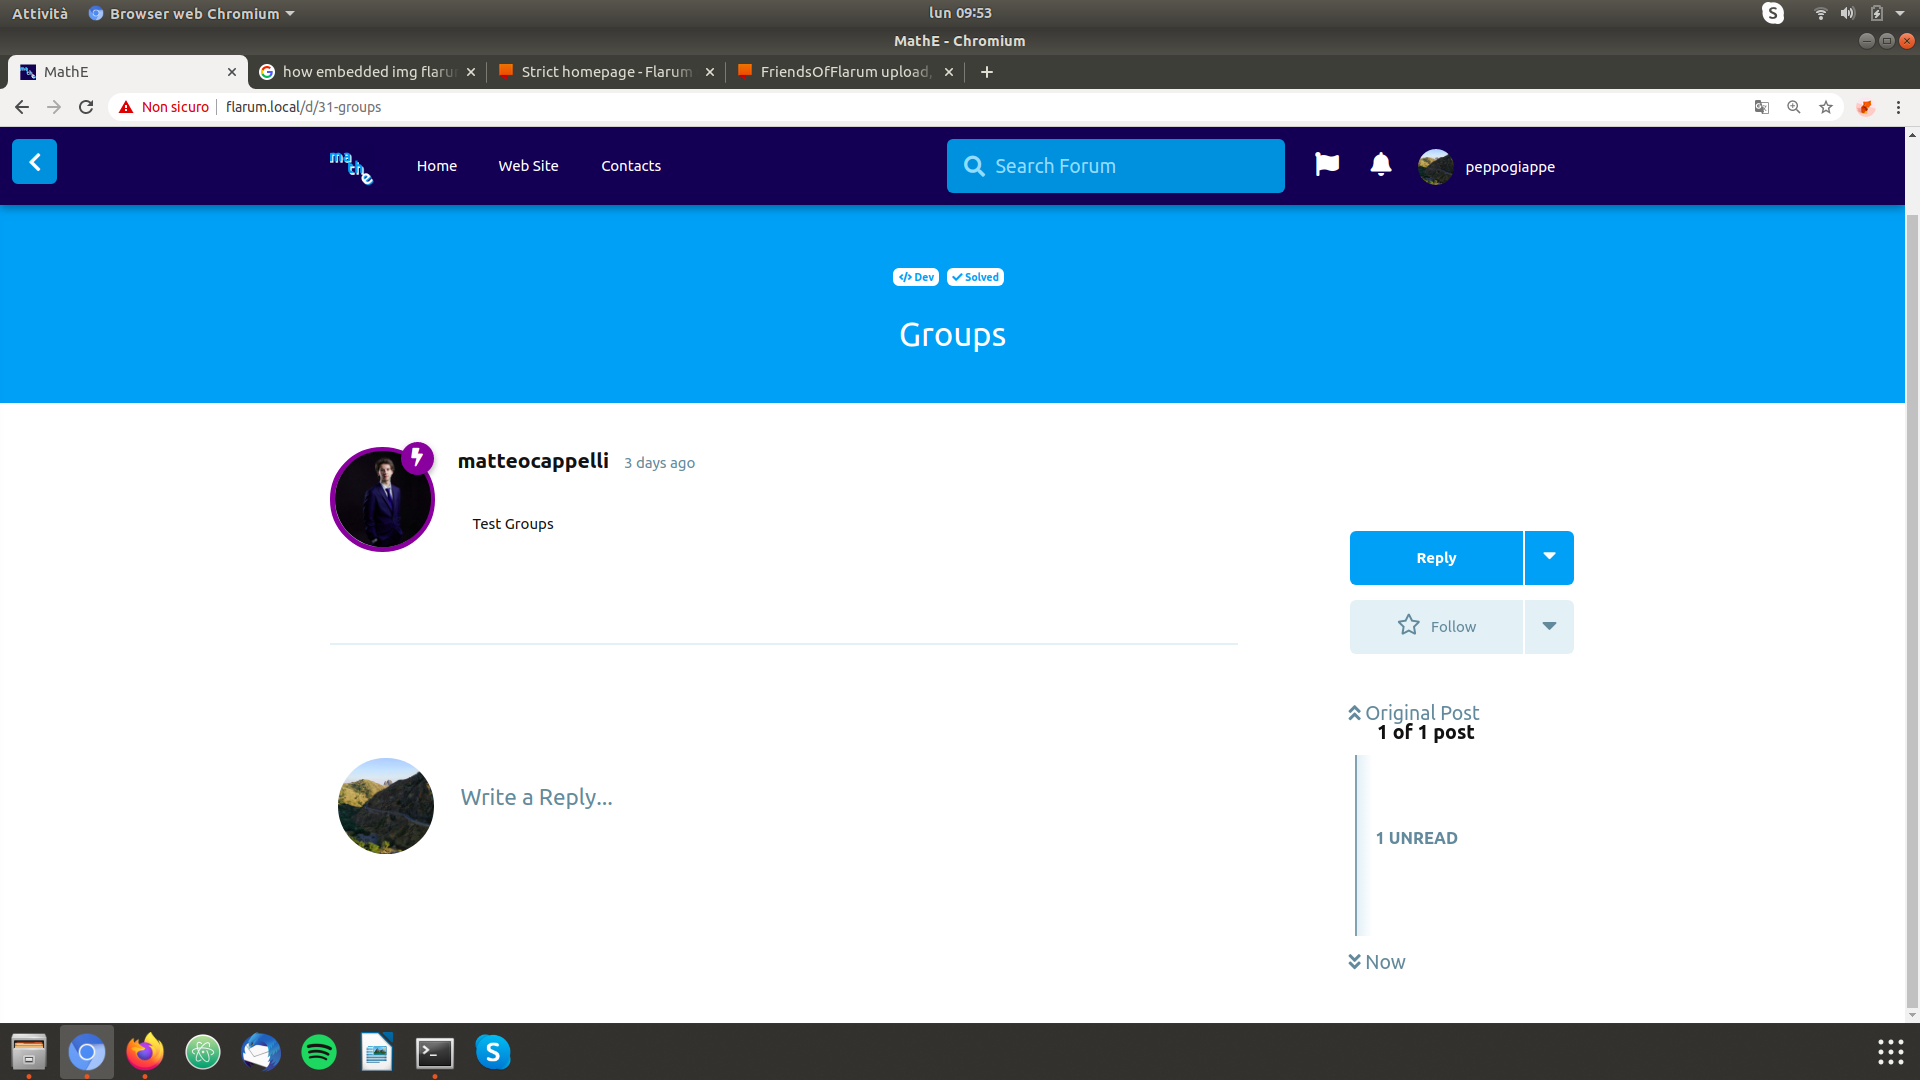 Attività Browser web Chromium lun 09:53
MathE - Chromium
MathE how embedded img flaru Strict homepage - Flarum FriendsOfFlarum upload,
Non sicuro flarum.local/d/31-groups
ma
th
e
Home Web Site Contacts Search Forum peppogiappe
Dev Solved
Groups
matteocappelli 3 days ago
Test Groups
Reply
Follow
Original Post
1 of 1 post
Write a Reply...
1 UNREAD
Now